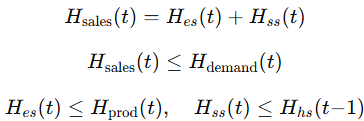 H_sales(t) = H_es(t) + H_ss(t)
H_sales(t) ≤ H_demand(t)
H_es(t) ≤ H_prod(t), H_ss(t) ≤ H_hs(t−1)